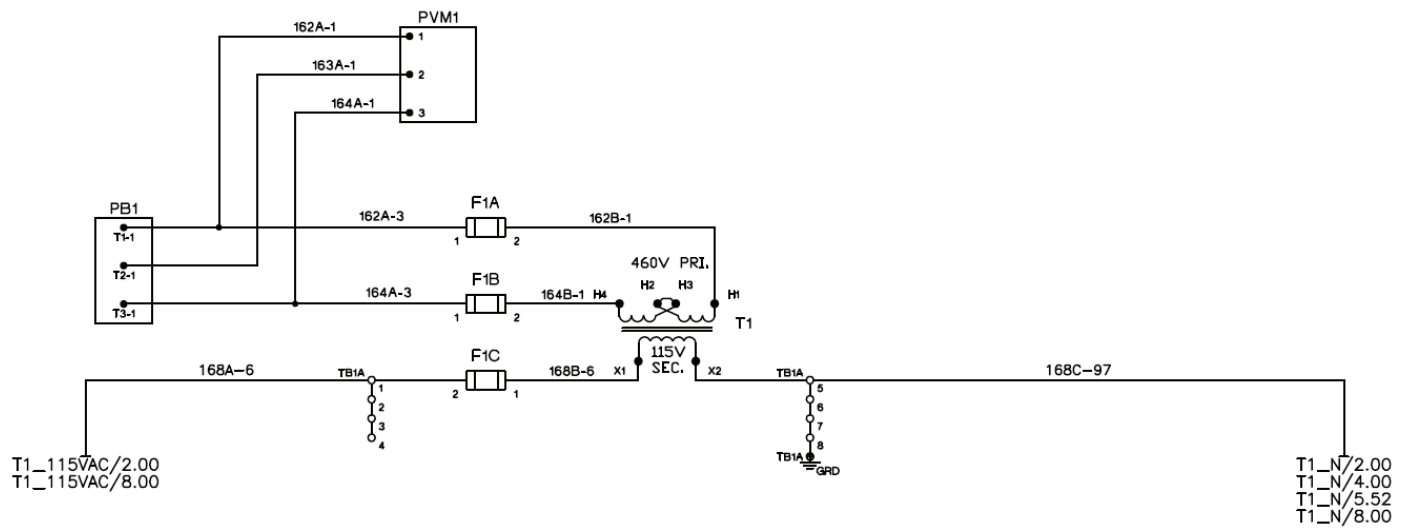 PVM1
162A-1
1
163A-1
2
164A-1
3
PB1
T1-1
T2-1
T3-1
162A-3
F1A
1
2
162B-1
460V PRI.
164A-3
F1B
1
2
164B-1
H4
H2
H3
H1
T1
115V
SEC.
168A-6
TB1A
1
2
3
4
F1C
2
1
168B-6
X1
X2
TB1A
5
6
7
8
TB1A
GRD
168C-97
T1_115VAC/2.00
T1_115VAC/8.00
T1_N/2.00
T1_N/4.00
T1_N/5.52
T1_N/8.00